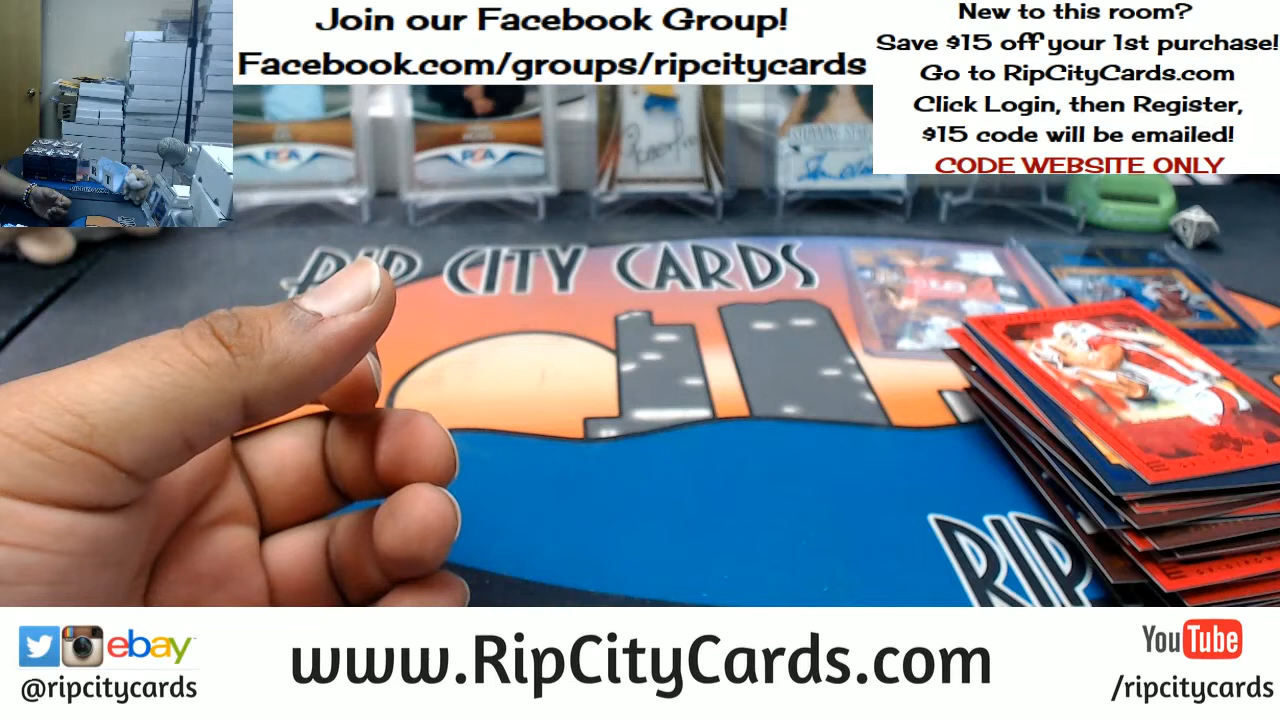 Join our Facebook Group!
Facebook.com/groups/ripcitycards
New to this room?
Save $15 off your 1st purchase!
Go to RipCityCards.com
Click Login, then Register,
$15 code will be emailed!
CODE WEBSITE ONLY
RIP CITY CARDS
RIP
ebay
@ripcitycards
www.RipCityCards.com
YouTube
/ripcitycards